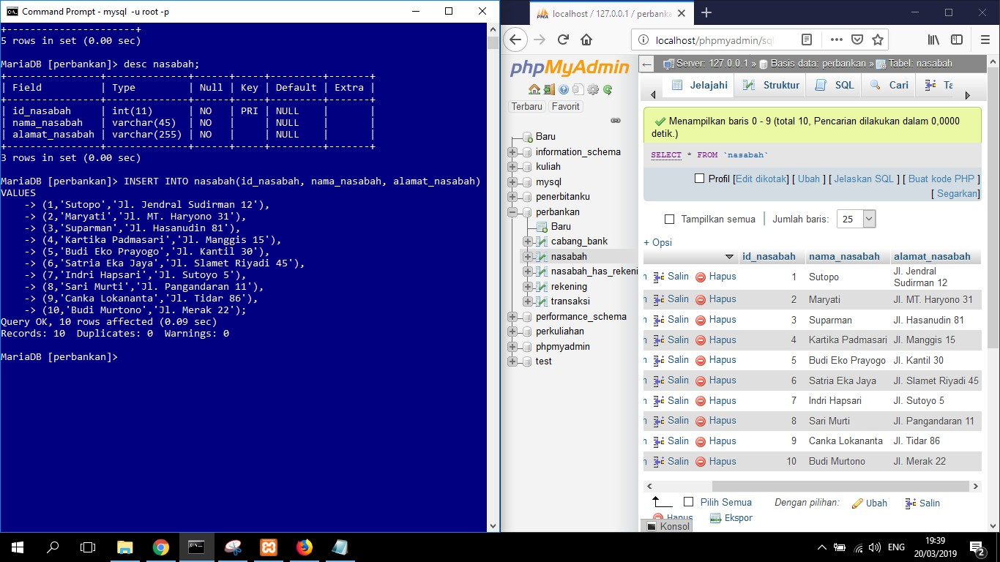 Command Prompt - mysql  -u root -p
+-----------------------+
5 rows in set (0.00 sec)
MariaDB [perbankan]> desc nasabah;
+-----------------+--------------+------+-----+---------+-------+
| Field           | Type         | Null | Key | Default | Extra |
+-----------------+--------------+------+-----+---------+-------+
| id_nasabah      | int(11)      | NO   | PRI | NULL    |       |
| nama_nasabah    | varchar(45)  | NO   |     | NULL    |       |
| alamat_nasabah  | varchar(255) | NO   |     | NULL    |       |
+-----------------+--------------+------+-----+---------+-------+
3 rows in set (0.00 sec)
MariaDB [perbankan]> INSERT INTO nasabah(id_nasabah, nama_nasabah, alamat_nasabah)
VALUES
    -> (1,'Sutopo','Jl. Jendral Sudirman 12'),
    -> (2,'Maryati','Jl. MT. Haryono 31'),
    -> (3,'Suparman','Jl. Hasanudin 81'),
    -> (4,'Kartika Padmasari','Jl. Manggis 15'),
    -> (5,'Budi Eko Prayogo','Jl. Kantil 30'),
    -> (6,'Satria Eka Jaya','Jl. Slamet Riyadi 45'),
    -> (7,'Indri Hapsari','Jl. Sutoyo 5'),
    -> (8,'Sari Murti','Jl. Pangandaran 11'),
    -> (9,'Canka Lokananta','Jl. Tidar 86'),
    -> (10,'Budi Murtono','Jl. Merak 22');
Query OK, 10 rows affected (0.09 sec)
Records: 10  Duplicates: 0  Warnings: 0
MariaDB [perbankan]>
PMA localhost / 127.0.0.1 / perbanka
localhost/phpmyadmin/sql
phpMyAdmin
Terbaru Favorit
Baru
information_schema
kuliah
mysql
penerbitanku
perbankan
Baru
cabang_bank
nasabah
nasabah_has_rekeni
rekening
transaksi
performance_schema
perkuliahan
phpmyadmin
test
Server: 127.0.0.1 » Basis data: perbankan » Tabel: nasabah
Jelajahi Struktur SQL Cari Ta
Menampilkan baris 0 - 9 (total 10, Pencarian dilakukan dalam 0,0000
detik.)
SELECT * FROM `nasabah`
Profil [Edit dikotak] [ Ubah ] [ Jelaskan SQL ] [ Buat kode PHP ]
[ Segarkan]
Tampilkan semua | Jumlah baris: 25
+ Opsi
id_nasabah nama_nasabah alamat_nasabah
Salin Hapus 1 Sutopo Jl. Jendral
Sudirman 12
Salin Hapus 2 Maryati Jl. MT. Haryono 31
Salin Hapus 3 Suparman Jl. Hasanudin 81
Salin Hapus 4 Kartika Padmasari Jl. Manggis 15
Salin Hapus 5 Budi Eko Prayogo Jl. Kantil 30
Salin Hapus 6 Satria Eka Jaya Jl. Slamet Riyadi 45
Salin Hapus 7 Indri Hapsari Jl. Sutoyo 5
Salin Hapus 8 Sari Murti Jl. Pangandaran 11
Salin Hapus 9 Canka Lokananta Jl. Tidar 86
Salin Hapus 10 Budi Murtono Jl. Merak 22
Pilih Semua Dengan pilihan: Ubah Salin
Hapus Ekspor
Konsol
ENG
19:39
20/03/2019
2